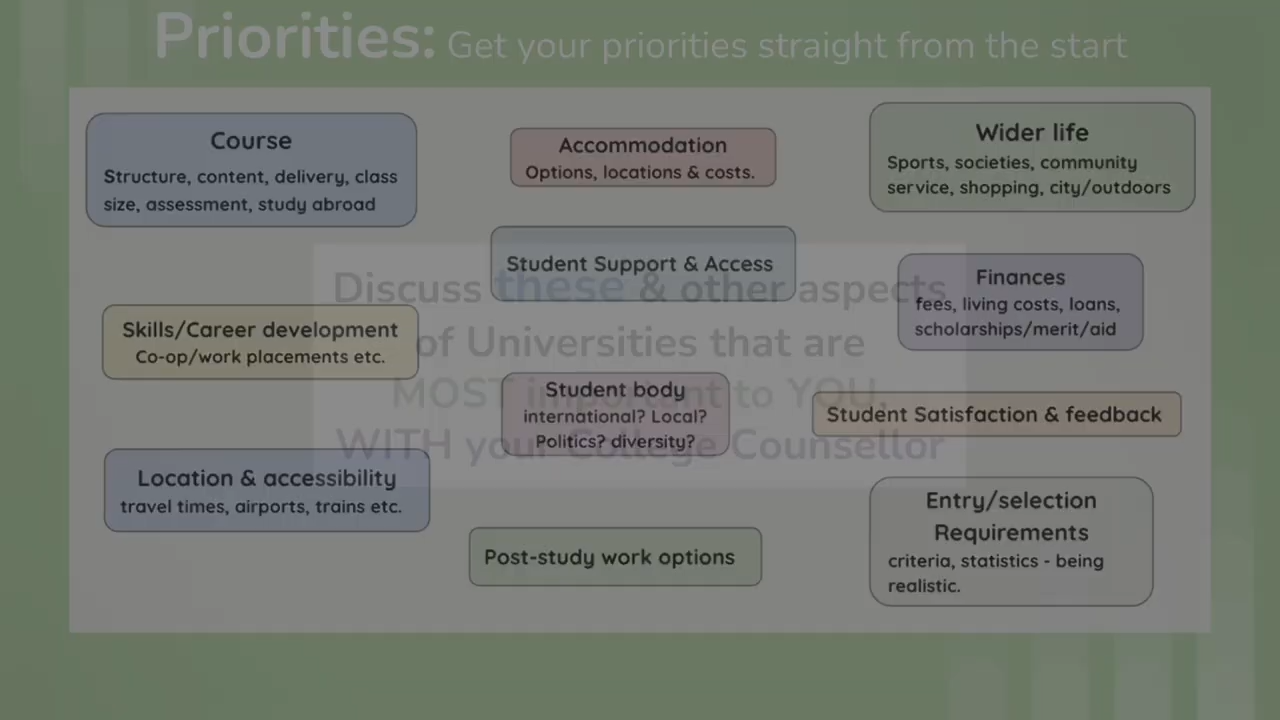 Priorities: Get your priorities straight from the start
Course
Structure, content, delivery, class
size, assessment, study abroad
Accommodation
Options, locations & costs.
Wider life
Sports, societies, community
service, shopping, city/outdoors
Student Support & Access
Finances
fees, living costs, loans,
scholarships/merit/aid
Skills/Career development
Co-op/work placements etc.
Student body
international? Local?
Politics? diversity?
Student Satisfaction & feedback
Location & accessibility
travel times, airports, trains etc.
Post-study work options
Entry/selection
Requirements
criteria, statistics - being
realistic.
Discuss these & other aspects
of Universities that are
MOST important to YOU,
WITH your College Counsellor